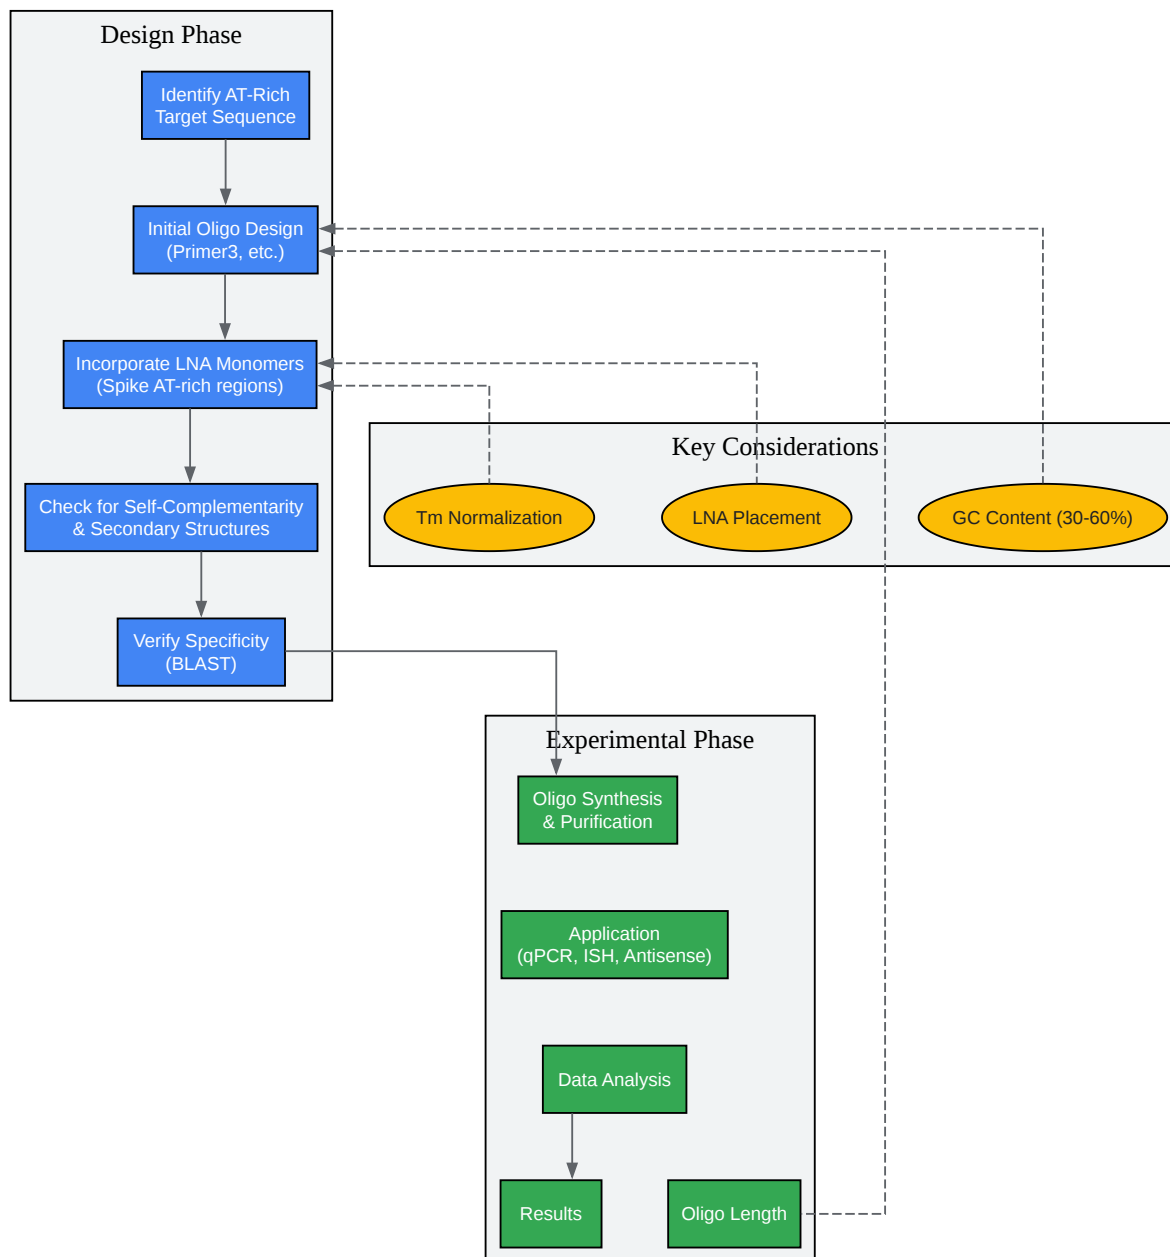 Design Phase
Identify AT-Rich
Target Sequence
Initial Oligo Design
(Primer3, etc.)
Incorporate LNA Monomers
(Spike AT-rich regions)
Check for Self-Complementarity
& Secondary Structures
Verify Specificity
(BLAST)
Key Considerations
Tm Normalization
LNA Placement
GC Content (30-60%)
Experimental Phase
Oligo Synthesis
& Purification
Application
(qPCR, ISH, Antisense)
Data Analysis
Results
Oligo Length